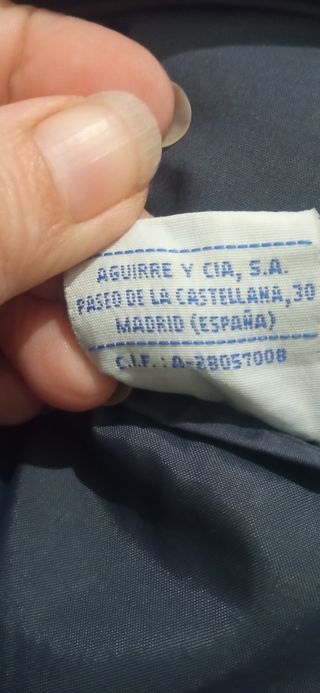 AGUIRRE Y CIA, S.A.
PASEO DE LA CASTELLANA, 30
MADRID (ESPAÑA)
C.I.F.: A-28057008